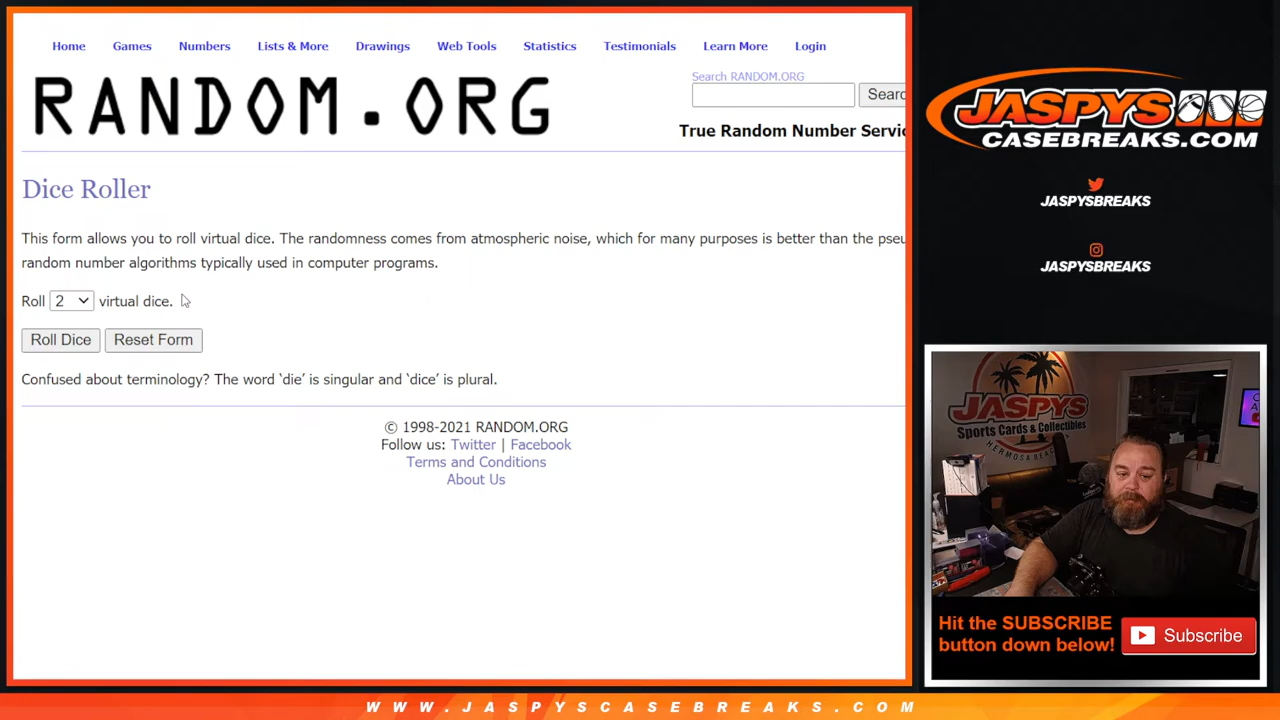 Home Games Numbers Lists & More Drawings Web Tools Statistics Testimonials Learn More Login
RANDOM.ORG
Search RANDOM.ORG
Searc
True Random Number Servic
Dice Roller
This form allows you to roll virtual dice. The randomness comes from atmospheric noise, which for many purposes is better than the pseu
random number algorithms typically used in computer programs.
Roll 2 virtual dice.
Roll Dice Reset Form
Confused about terminology? The word ‘die’ is singular and ‘dice’ is plural.
© 1998-2021 RANDOM.ORG
Follow us: Twitter | Facebook
Terms and Conditions
About Us
JASPYS
CASEBREAKS.COM
JASPYSBREAKS
JASPYSBREAKS
JASPYS
Sports Cards & Collectibles
HERMOSA BEACH
Hit the SUBSCRIBE
button down below!
Subscribe
WWW.JASPYSCASEBREAKS.COM